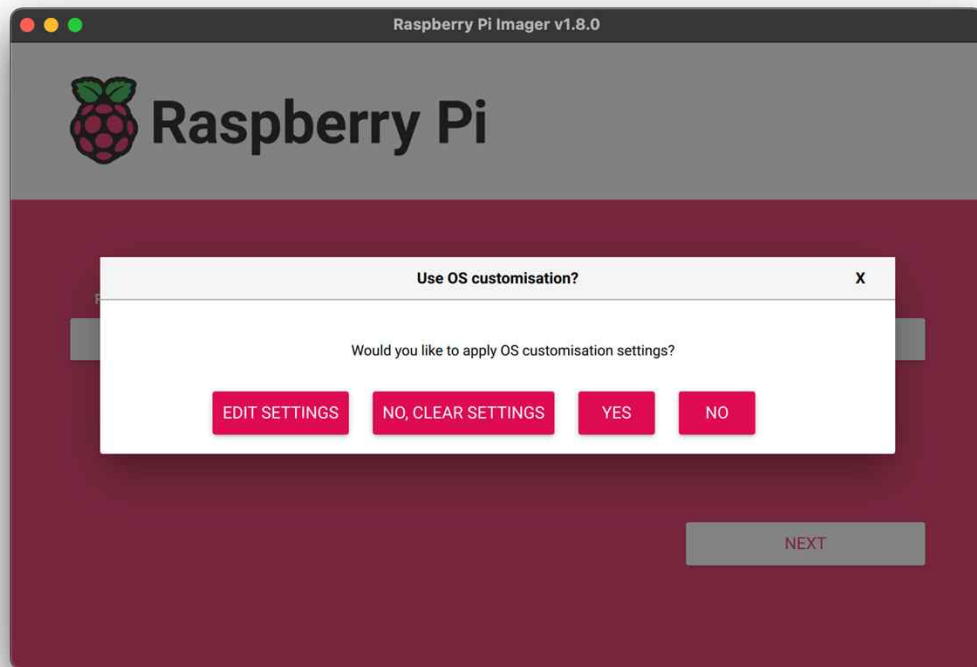 Raspberry Pi Imager v1.8.0
Raspberry Pi
Use OS customisation?
X
Would you like to apply OS customisation settings?
EDIT SETTINGS
NO, CLEAR SETTINGS
YES
NO
NEXT